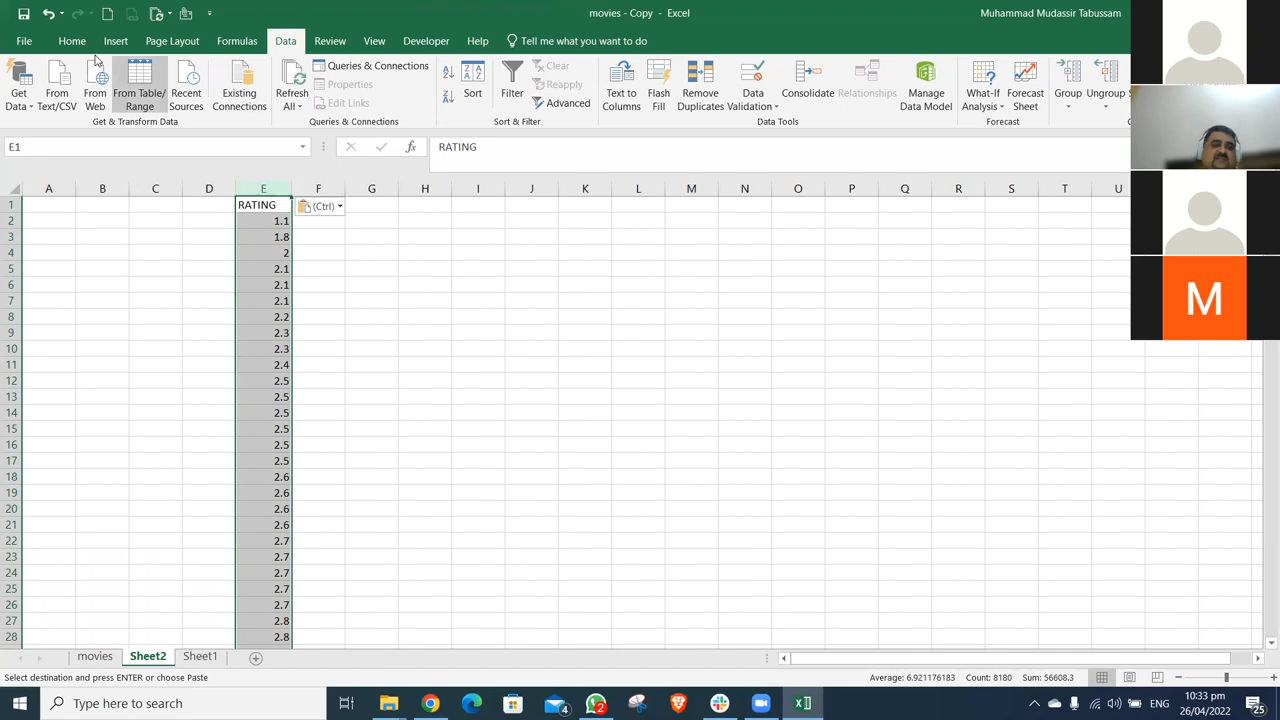 movies - Copy - Excel
Muhammad Mudassir Tabussam
File Home Insert Page Layout Formulas Data Review View Developer Help Tell me what you want to do
Get Data
From Text/CSV
From Web
From Table/ Range
Recent Sources
Existing Connections
Refresh All
Queries & Connections
Properties
Edit Links
Sort
Filter
Clear
Reapply
Advanced
Text to Columns
Flash Fill
Remove Duplicates
Data Validation
Consolidate
Relationships
Manage Data Model
What-If Analysis
Forecast Sheet
Group
Ungroup
Get & Transform Data
Queries & Connections
Sort & Filter
Data Tools
Forecast
E1
fx
RATING
A B C D E F G H I J K L M N O P Q R S T U
1 RATING (Ctrl)
2 1.1
3 1.8
4 2
5 2.1
6 2.1
7 2.1
8 2.2
9 2.3
10 2.3
11 2.4
12 2.5
13 2.5
14 2.5
15 2.5
16 2.5
17 2.5
18 2.6
19 2.6
20 2.6
21 2.6
22 2.7
23 2.7
24 2.7
25 2.7
26 2.7
27 2.8
28 2.8
M
movies Sheet2 Sheet1
Select destination and press ENTER or choose Paste
Average: 6.921176183 Count: 8180 Sum: 56608.3
Type here to search
4
2
ENG
10:33 pm
26/04/2022
25